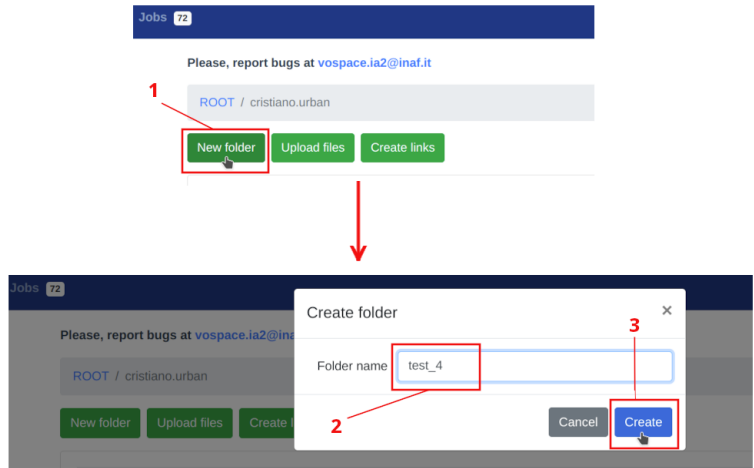 Jobs 72
Please, report bugs at vospace.ia2@inaf.it
1
ROOT / cristiano.urban
New folder Upload files Create links
Jobs 72
Create folder ×
3
Please, report bugs at vospace.ia2@ina
Folder name test_4
ROOT / cristiano.urban
2
New folder Upload files Create l
Cancel Create